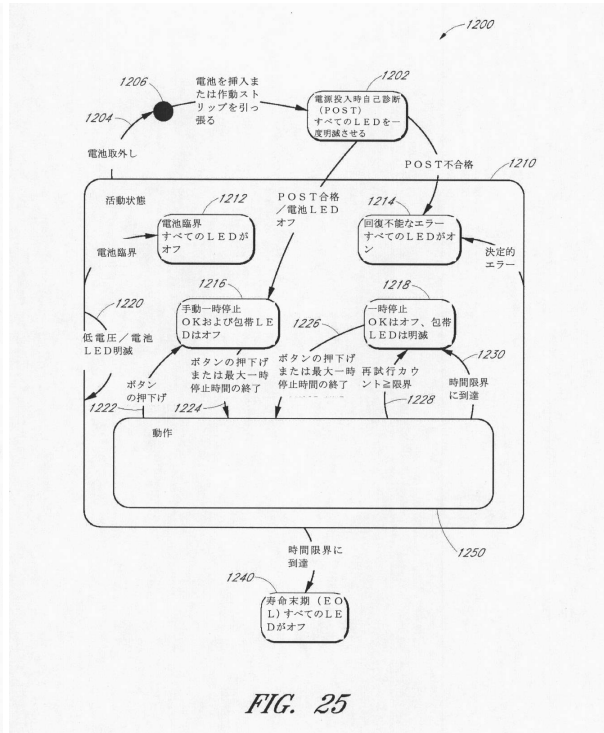 1200
1206
電池を挿入ま
たは作動スト
リップを引っ
張る
1202
電源投入時自己診断
(POST)
すべてのLEDを一
度明滅させる
1204
電池取外し
POST不合格
1210
活動状態
1212
電池臨界
すべてのLEDが
オフ
電池臨界
POST合格
/電池LED
オフ
1214
回復不能なエラー
すべてのLEDがオ
ン
決定的
エラー
1216
手動一時停止
OKおよび包帯LE
Dはオフ
1218
一時停止
OKはオフ、包帯
LEDは明滅
1220
低電圧/電池
LED明滅
1226
1230
ボタン
の押下げ
1222
ボタンの押下げ
または最大一時
停止時間の終了
1224
ボタンの押下げ
または最大一時
停止時間の終了
再試行カウ
ント≧限界
1228
時間限界
に到達
動作
1250
時間限界に
到達
1240
寿命末期(EO
L)すべてのLE
Dがオフ
FIG. 25